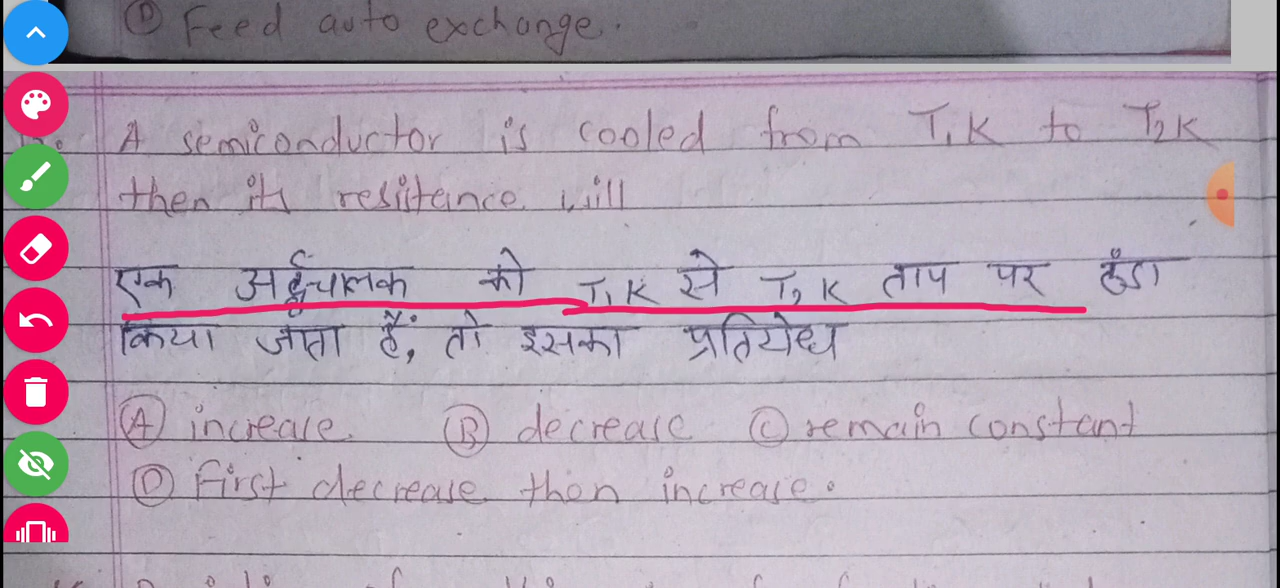 Ⓓ Feed auto exchange.
A semiconductor is cooled from T₁K to T₂K
then its resistance will
एक अर्द्धचालक को T₁K से T₂K ताप पर ठंडा
किया जाता है, तो इसका प्रतिरोध
Ⓐ increase Ⓑ decrease Ⓒ remain constant
Ⓓ First decrease then increase.